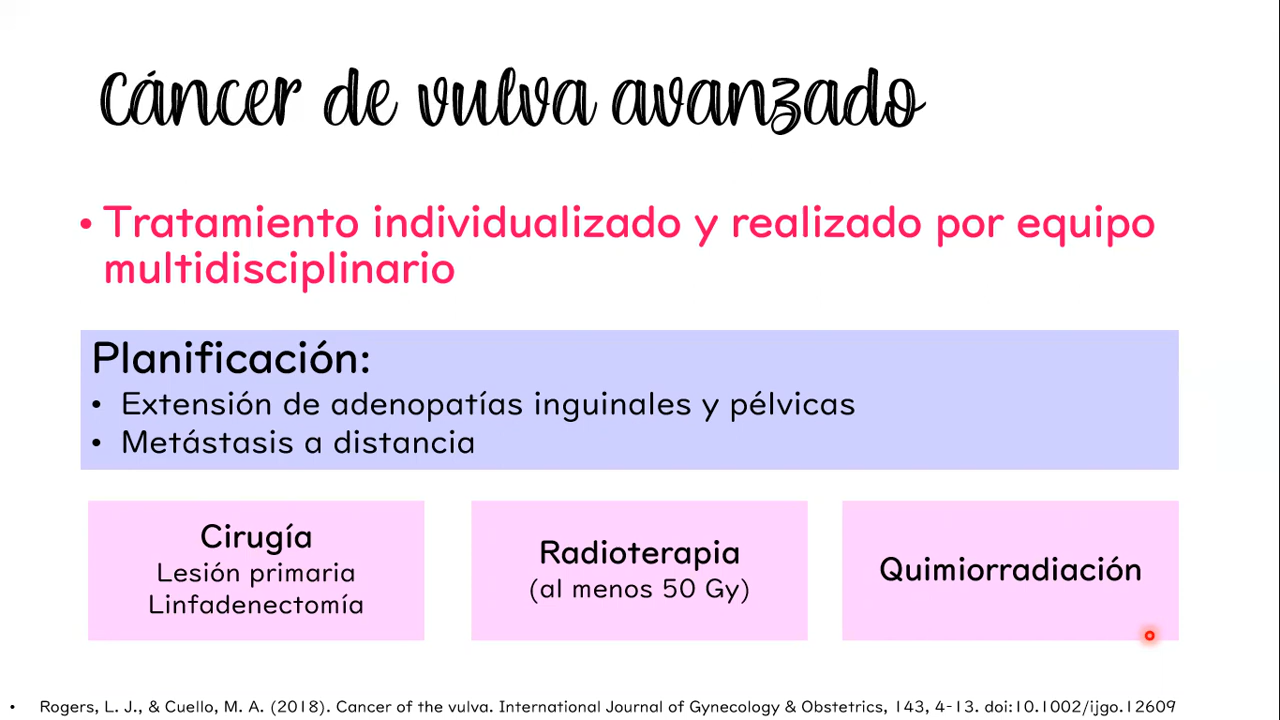 Cáncer de vulva avanzado
• Tratamiento individualizado y realizado por equipo
multidisciplinario
Planificación:
• Extensión de adenopatías inguinales y pélvicas
• Metástasis a distancia
Cirugía
Lesión primaria
Linfadenectomía
Radioterapia
(al menos 50 Gy)
Quimiorradiación
• Rogers, L. J., & Cuello, M. A. (2018). Cancer of the vulva. International Journal of Gynecology & Obstetrics, 143, 4-13. doi:10.1002/ijgo.12609